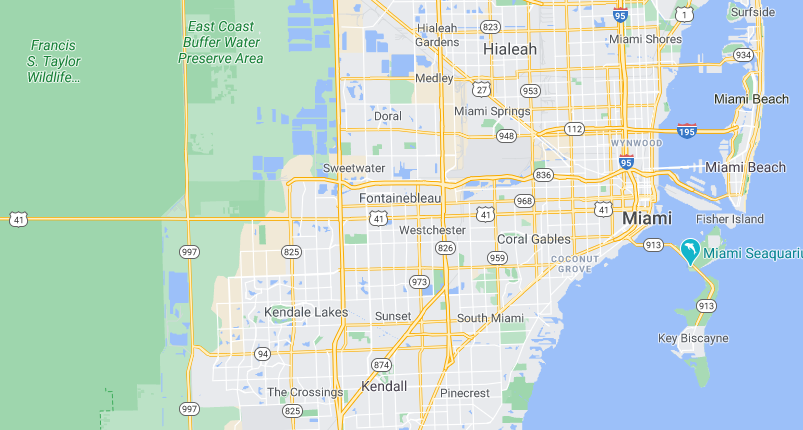 Surfside
95
1
East Coast
Buffer Water
Preserve Area
Hialeah
Gardens
823
Miami Shores
Francis
S. Taylor
Wildlife…
Hialeah
934
Medley
27
953
Miami Beach
Doral
Miami Springs
112
195
948
WYNWOOD
95
Sweetwater
Miami Beach
836
Fontainebleau
968
41
41
41
41
Miami
Fisher Island
Westchester
Coral Gables
913
997
825
826
959
Miami Seaquariu
COCONUT
GROVE
973
913
Kendale Lakes
Sunset
South Miami
Key Biscayne
94
874
Kendall
The Crossings
Pinecrest
997
825